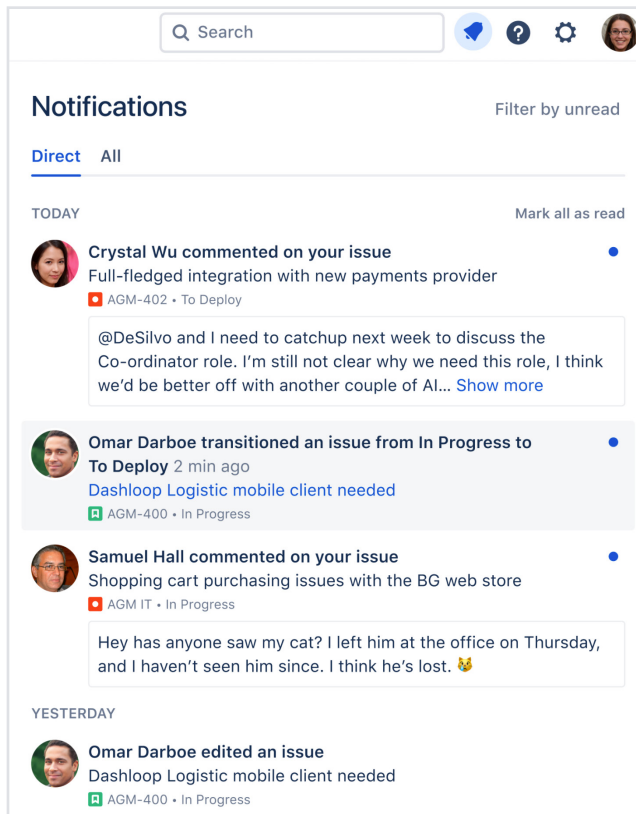 Search
Notifications
Filter by unread
Direct All
TODAY
Mark all as read
Crystal Wu commented on your issue
Full-fledged integration with new payments provider
AGM-402 • To Deploy
@DeSilvo and I need to catchup next week to discuss the
Co-ordinator role. I’m still not clear why we need this role, I think
we’d be better off with another couple of AI... Show more
Omar Darboe transitioned an issue from In Progress to
To Deploy 2 min ago
Dashloop Logistic mobile client needed
AGM-400 • In Progress
Samuel Hall commented on your issue
Shopping cart purchasing issues with the BG web store
AGM IT • In Progress
Hey has anyone saw my cat? I left him at the office on Thursday,
and I haven’t seen him since. I think he’s lost. 😿
YESTERDAY
Omar Darboe edited an issue
Dashloop Logistic mobile client needed
AGM-400 • In Progress